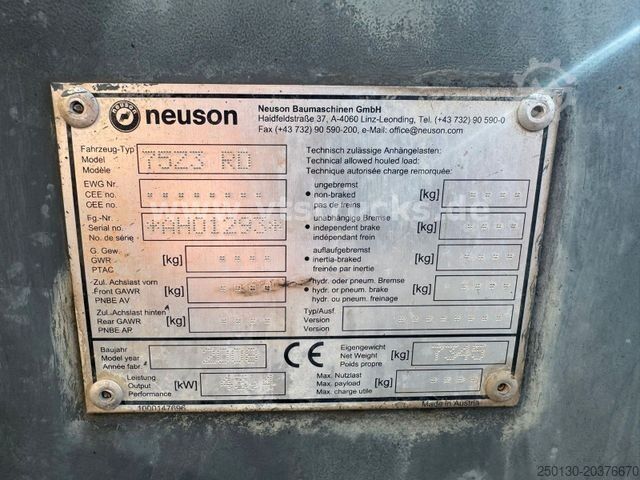 neuson
Neuson Baumaschinen GmbH
Haidfeldstraße 37, A-4060 Linz-Leonding, Tel. (+43 732) 90 590-0
Fax (+43 732) 90 590-200, e-Mail: office@neuson.com
Fahrzeug-Typ
Model
Modèle
75Z3 RD
Technisch zulässige Anhängelasten:
Technical allowed houled load:
Technique autorisée charge remorquée:
EWG Nr.
CEE no.
OEE no.
ungebremst
non-braked
pas de freins
[kg]
Fg.-Nr.
Serial no.
No. de série
*AH01293*
unabhängige Bremse
independent brake
indépendant frein
[kg]
G. Gew.
GWR
PTAC
[kg]
auflaufgebremst
inertia-braked
freinée par inertie
[kg]
Zul. Achslast vorn
Front GAWR
PNBE AV
[kg]
hydr. oder pneum. Bremse
hydr. or pneum. brake
hydr. ou pneum. freinage
[kg]
Zul. Achslast hinten
Rear GAWR
PNBE AR
[kg]
Typ/Ausf.
Version
Version
Baujahr
Model year
Année fabr.
CE
Eigengewicht
Net Weight
Poids propre
[kg]
7340
Leistung
Output
Performance
[kW]
Max. Nutzlast
Max. payload
Max. charge utile
[kg]
1000147696
Made in Austria
250130-20376670